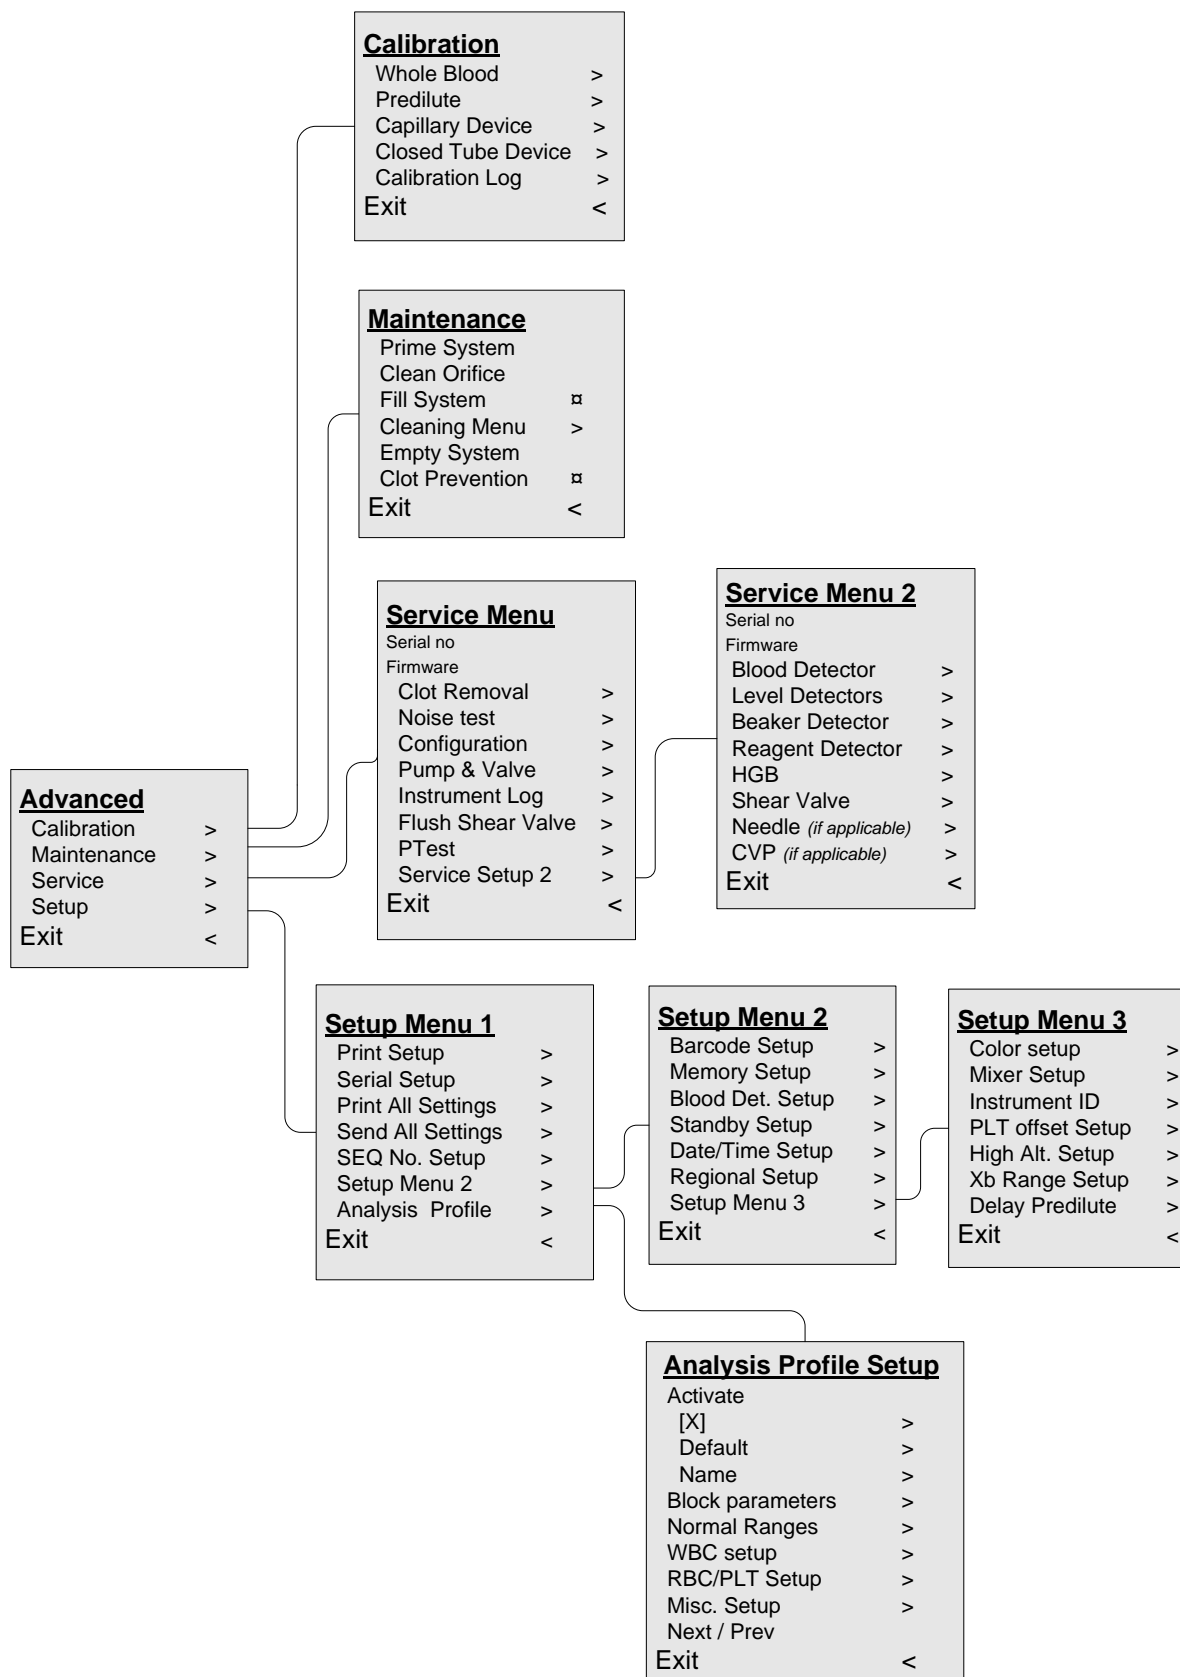 Calibration
Whole Blood >
Predilute >
Capillary Device >
Closed Tube Device >
Calibration Log >
Exit <
Maintenance
Prime System
Clean Orifice
Fill System ¤
Cleaning Menu >
Empty System
Clot Prevention ¤
Exit <
Service Menu
Serial no
Firmware
Clot Removal >
Noise test >
Configuration >
Pump & Valve >
Instrument Log >
Flush Shear Valve >
PTest >
Service Setup 2 >
Exit <
Service Menu 2
Serial no
Firmware
Blood Detector >
Level Detectors >
Beaker Detector >
Reagent Detector >
HGB >
Shear Valve >
Needle (if applicable) >
CVP (if applicable) >
Exit <
Advanced
Calibration >
Maintenance >
Service >
Setup >
Exit <
Setup Menu 1
Print Setup >
Serial Setup >
Print All Settings >
Send All Settings >
SEQ No. Setup >
Setup Menu 2 >
Analysis Profile >
Exit <
Setup Menu 2
Barcode Setup >
Memory Setup >
Blood Det. Setup >
Standby Setup >
Date/Time Setup >
Regional Setup >
Setup Menu 3 >
Exit <
Setup Menu 3
Color setup >
Mixer Setup >
Instrument ID >
PLT offset Setup >
High Alt. Setup >
Xb Range Setup >
Delay Predilute >
Exit <
Analysis Profile Setup
Activate
[X] >
Default >
Name >
Block parameters >
Normal Ranges >
WBC setup >
RBC/PLT Setup >
Misc. Setup >
Next / Prev
Exit <